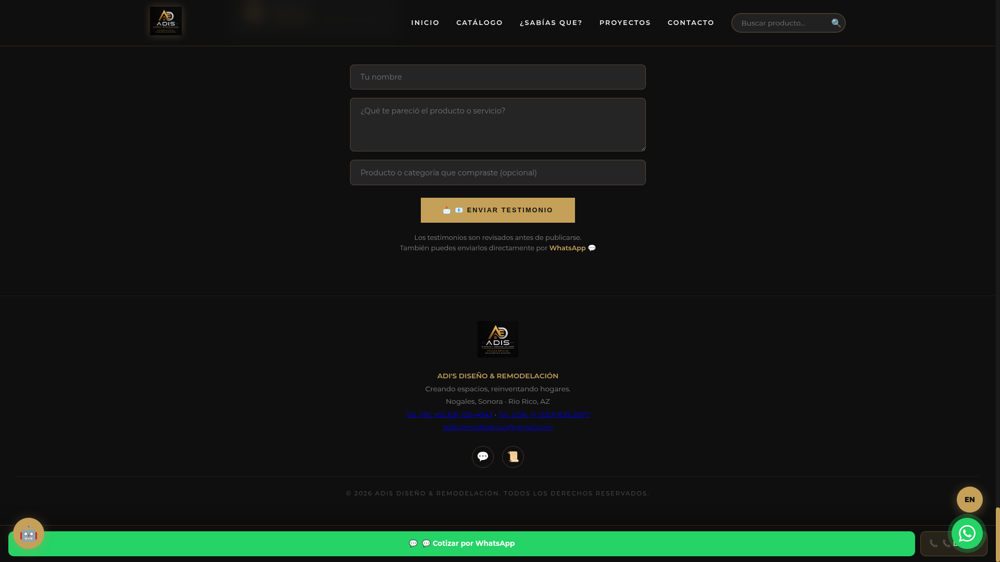 ADIS
INICIO
CATÁLOGO
¿SABÍAS QUE?
PROYECTOS
CONTACTO
Buscar producto...
Tu nombre
¿Qué te pareció el producto o servicio?
Producto o categoría que compraste (opcional)
ENVIAR TESTIMONIO
Los testimonios son revisados antes de publicarse.
También puedes enviarlos directamente por WhatsApp
ADIS
ADI'S DISEÑO & REMODELACIÓN
Creando espacios, reinventando hogares.
Nogales, Sonora · Rio Rico, AZ
Tel. MX: +52 631-120-4943 · Tel. USA: +1 (520) 839-2877
adis.remodelacion@gmail.com
© 2026 ADIS DISEÑO & REMODELACIÓN. TODOS LOS DERECHOS RESERVADOS.
EN
Cotizar por WhatsApp